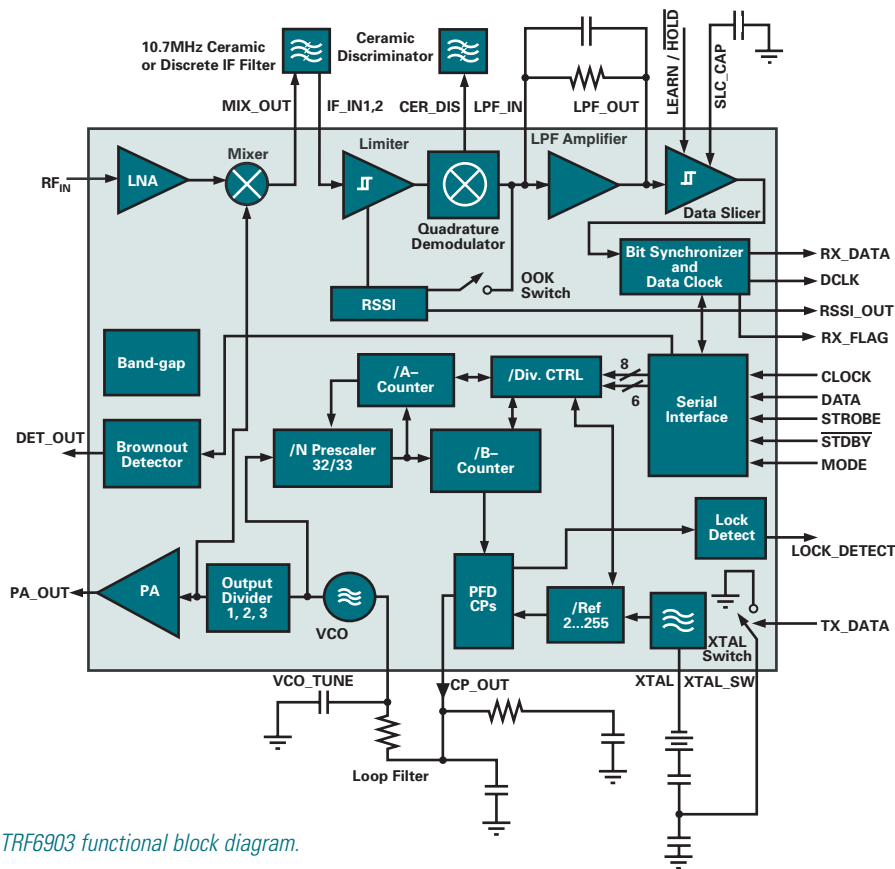 10.7MHz Ceramic
or Discrete IF Filter
Ceramic
Discriminator
MIX_OUT
IF_IN1,2
CER_DIS
LPF_IN
LPF_OUT
LEARN / HOLD
SLC_CAP
RF_IN
LNA
Mixer
Limiter
Quadrature
Demodulator
LPF Amplifier
Data Slicer
Bit Synchronizer
and
Data Clock
RX_DATA
DCLK
RSSI_OUT
RX_FLAG
RSSI
OOK
Switch
Band-gap
/A–
Counter
/Div. CTRL
8
6
Serial
Interface
CLOCK
DATA
STROBE
STDBY
MODE
DET_OUT
Brownout
Detector
/N Prescaler
32/33
/B–
Counter
Lock
Detect
LOCK_DETECT
PA_OUT
PA
Output
Divider
1, 2, 3
VCO
PFD
CPs
/Ref
2...255
XTAL
Switch
TX_DATA
VCO_TUNE
CP_OUT
XTAL
XTAL_SW
Loop Filter
TRF6903 functional block diagram.